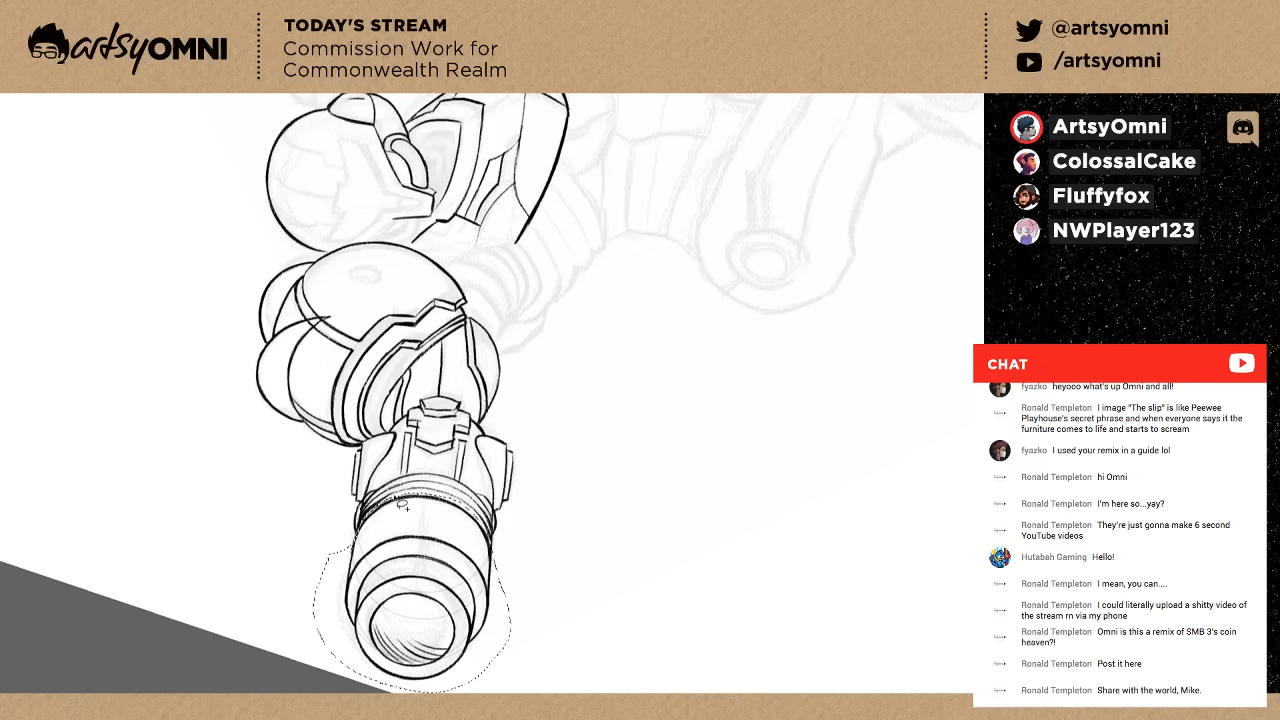 artsyOMNI
TODAY'S STREAM
Commission Work for
Commonwealth Realm
@artsyomni
/artsyomni
ArtsyOmni
ColossalCake
Fluffyfox
NWPlayer123
CHAT
fyazko heyooo what's up Omni and all!
Ronald Templeton I image "The slip" is like Peewee
Playhouse's secret phrase and when everyone says it the
furniture comes to life and starts to scream
fyazko I used your remix in a guide lol
Ronald Templeton hi Omni
Ronald Templeton I'm here so...yay?
Ronald Templeton They're just gonna make 6 second
YouTube videos
Hutabah Gaming Hello!
Ronald Templeton I mean, you can....
Ronald Templeton I could literally upload a shitty video of
the stream rn via my phone
Ronald Templeton Omni is this a remix of SMB 3's coin
heaven?!
Ronald Templeton Post it here
Ronald Templeton Share with the world, Mike.